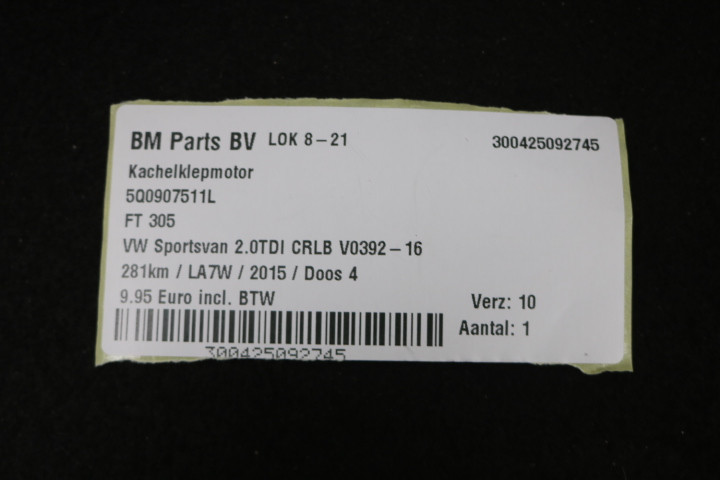 BM Parts BV LOK 8-21 300425092745
Kachelklepmotor
5Q0907511L
FT 305
VW Sportsvan 2.0TDI CRLB V0392-16
281km / LA7W / 2015 / Doos 4
9.95 Euro incl. BTW Verz: 10
Aantal: 1
300425092745